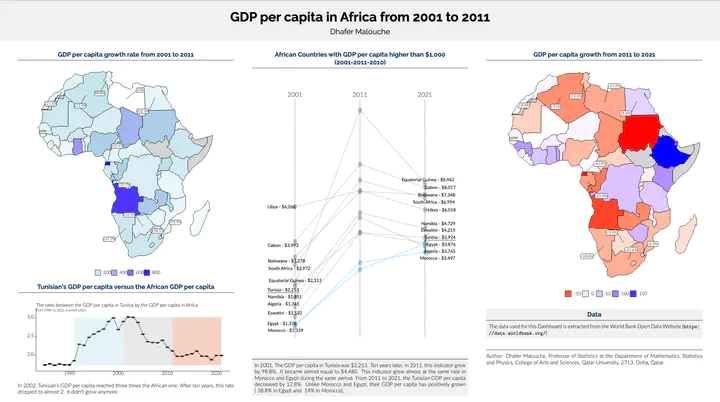 GDP per capita in Africa from 2001 to 2011
Dhafer Malouche
GDP per capita growth rate from 2001 to 2011
200 400 600 800
Tunisian's GDP per capita versus the African GDP per capita
The ratio between the GDP per capita in Tunisia by the GDP per capita in Africa
from 1990 to 2021 (current USD)
3.0
2.5
2.0
1990 2000 2010 2020
In 2002, Tunisian's GDP per capita reached three times the African one. After ten years, this rate
dropped to almost 2. It didn't grow anymore.
African Countries with GDP per capita higher than $1,000
(2001-2011-2010)
2001 2011 2021
Libya - $6,266
Gabon - $3,993
Botswana - $3,278
South Africa - $2,972
Equatorial Guinea - $2,313
Tunisia - $2,253
Namibia - $1,951
Algeria - $1,741
Eswatini - $1,522
Egypt - $1,378
Morocco - $1,339
Equatorial Guinea - $8,462
Gabon - $8,017
Botswana - $7,348
South Africa - $6,994
Libya - $6,018
Namibia - $4,729
Eswatini - $4,215
Tunisia - $3,924
Egypt - $3,876
Algeria - $3,765
Morocco - $2,497
In 2001, The GDP per capita in Tunisia was $2,253. Ten years later, in 2011, this indicator grew
by 98.8%. It became almost equal to $4,480. This indicator grew almost at the same rate in
Morocco and Egypt during the same period. From 2011 to 2021, the Tunisian GDP per capita
decreased by 12.8%. Unlike Morocco and Egypt, their GDP per capita has positively grown
( 38.8% in Egypt and 14% in Morocco).
GDP per capita growth from 2011 to 2021
-50 0 50 100 150
Data
The data used for this Dashboard is extracted from the World Bank Open Data Website (https:
//data.worldbank.org/)
Author: Dhafer Malouche, Professor of Statistics at the Department of Mathematics, Statistics
and Physics, College of Arts and Sciences, Qatar University, 2713, Doha, Qatar.